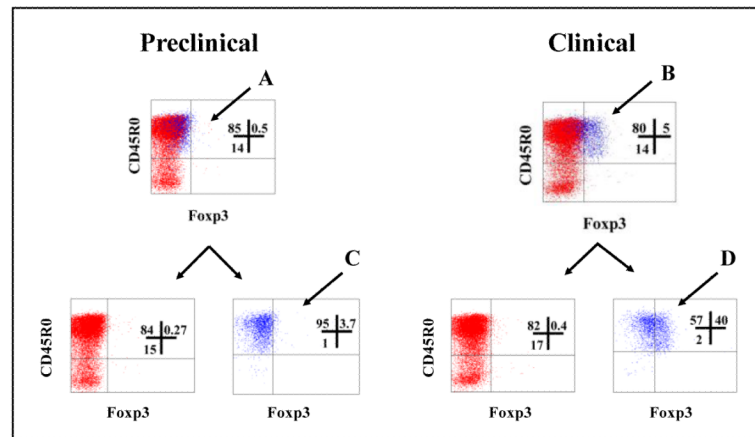 Preclinical Clinical
A B
CD45R0 85 0.5 CD45R0 80 5
14 14
Foxp3 Foxp3
C D
CD45R0 84 0.27 95 3.7 CD45R0 82 0.4 57 40
15 1 17 2
Foxp3 Foxp3 Foxp3 Foxp3